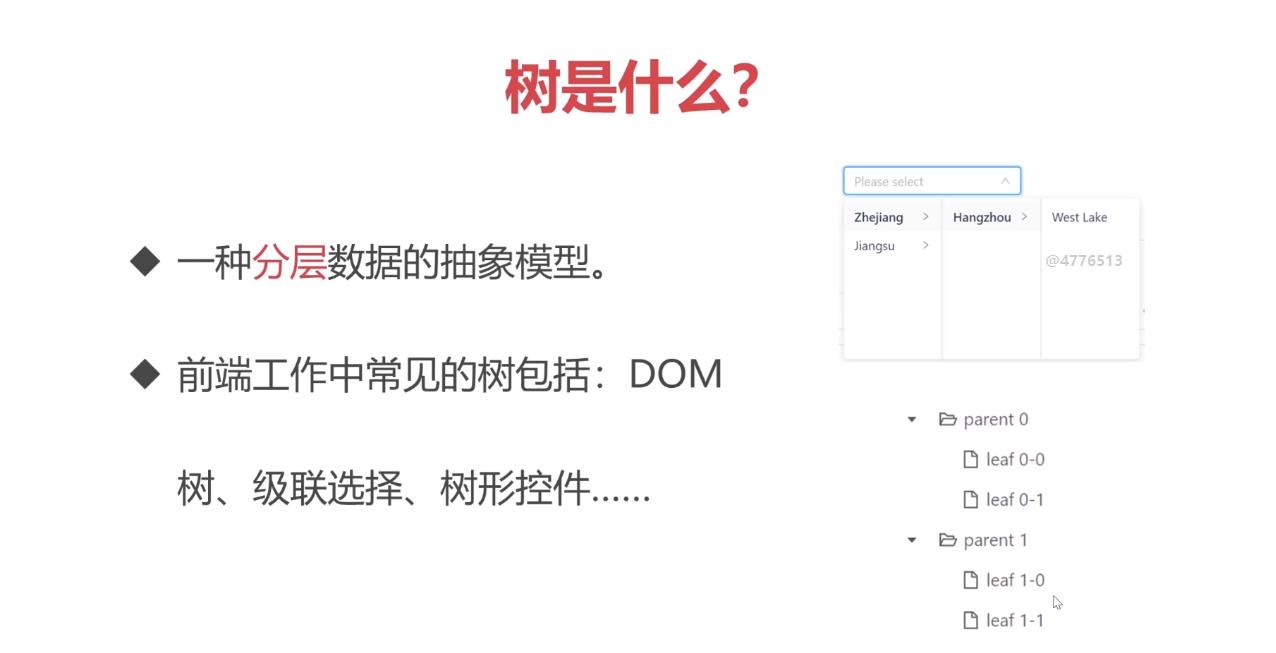 树是什么？
一种分层数据的抽象模型。
前端工作中常见的树包括：DOM
树、级联选择、树形控件……
Please select
Zhejiang
Hangzhou
West Lake
Jiangsu
@4776513
parent 0
leaf 0-0
leaf 0-1
parent 1
leaf 1-0
leaf 1-1